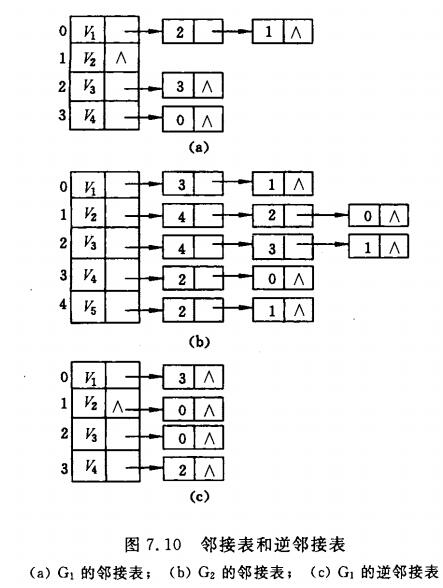 0 V1 2 1 ∧
1 V2 ∧
2 V3 3 ∧
3 V4 0 ∧
(a)
0 V1 3 1 ∧
1 V2 4 2 0 ∧
2 V3 4 3 1 ∧
3 V4 2 0 ∧
4 V5 2 1 ∧
(b)
0 V1 3 ∧
1 V2 ∧ 0 ∧
2 V3 0 ∧
3 V4 2 ∧
(c)
图 7.10 邻接表和逆邻接表
(a) G1 的邻接表； (b) G2 的邻接表； (c) G1 的逆邻接表